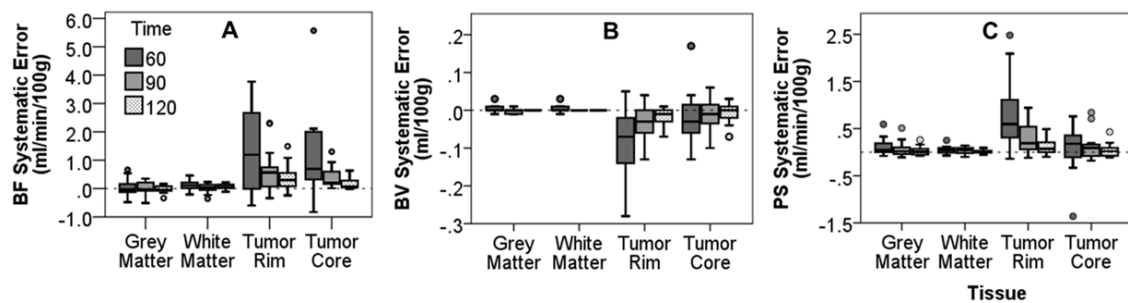 A
BF Systematic Error
(ml/min/100g)
6.0
5.0
4.0
3.0
2.0
1.0
.0
-1.0
Time
60
90
120
Grey
Matter
White
Matter
Tumor
Rim
Tumor
Core
B
BV Systematic Error
(ml/100g)
.2
.1
.0
-.1
-.2
-.3
Grey
Matter
White
Matter
Tumor
Rim
Tumor
Core
C
PS Systematic Error
(ml/min/100g)
2.5
1.5
.5
-.5
-1.5
Grey
Matter
White
Matter
Tumor
Rim
Tumor
Core
Tissue